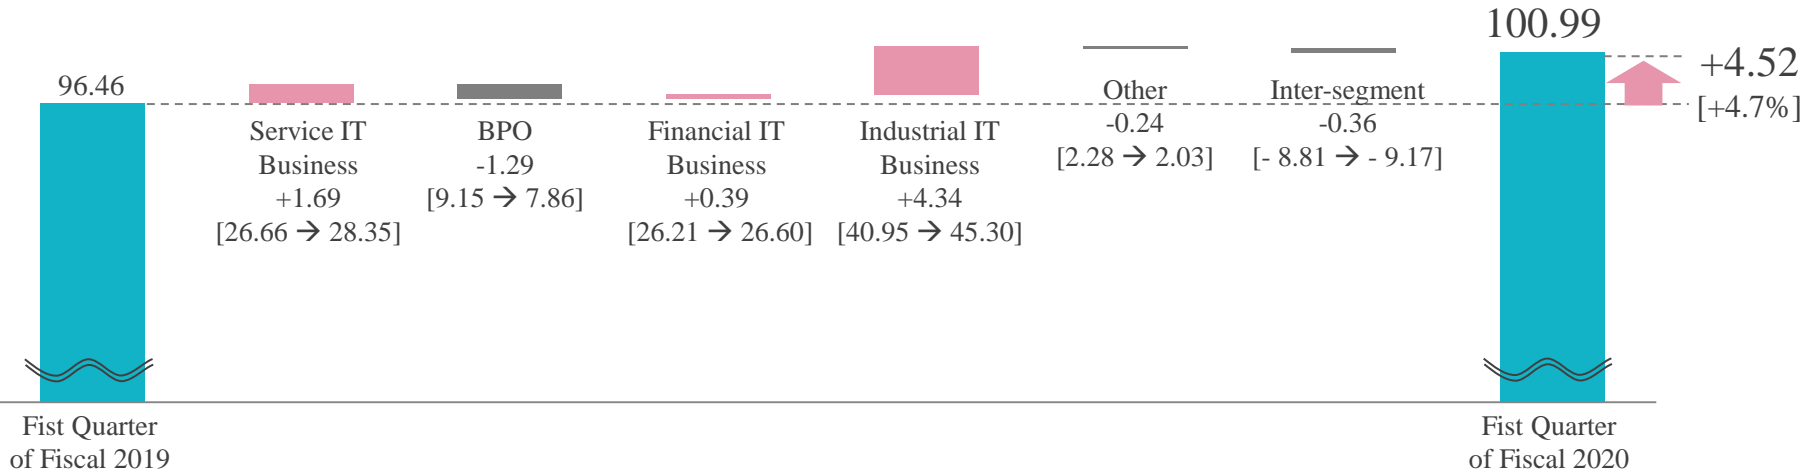 96.46
Fist Quarter
of Fiscal 2019
Service IT
Business
+1.69
[26.66 → 28.35]
BPO
-1.29
[9.15 → 7.86]
Financial IT
Business
+0.39
[26.21 → 26.60]
Industrial IT
Business
+4.34
[40.95 → 45.30]
Other
-0.24
[2.28 → 2.03]
Inter-segment
-0.36
[- 8.81 → - 9.17]
100.99
Fist Quarter
of Fiscal 2020
+4.52
[+4.7%]